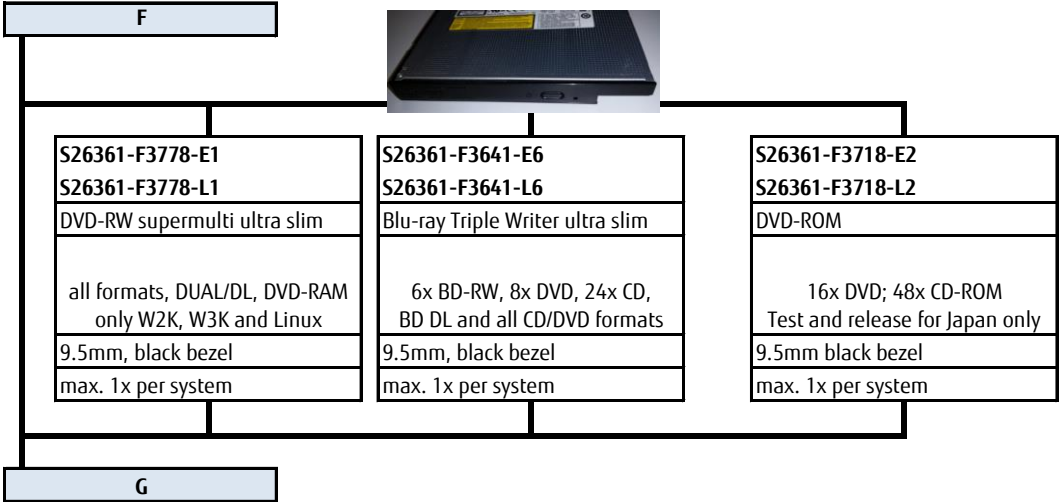 F
S26361-F3778-E1
S26361-F3778-L1
DVD-RW supermulti ultra slim
all formats, DUAL/DL, DVD-RAM
only W2K, W3K and Linux
9.5mm, black bezel
max. 1x per system
S26361-F3641-E6
S26361-F3641-L6
Blu-ray Triple Writer ultra slim
6x BD-RW, 8x DVD, 24x CD,
BD DL and all CD/DVD formats
9.5mm, black bezel
max. 1x per system
S26361-F3718-E2
S26361-F3718-L2
DVD-ROM
16x DVD; 48x CD-ROM
Test and release for Japan only
9.5mm black bezel
max. 1x per system
G